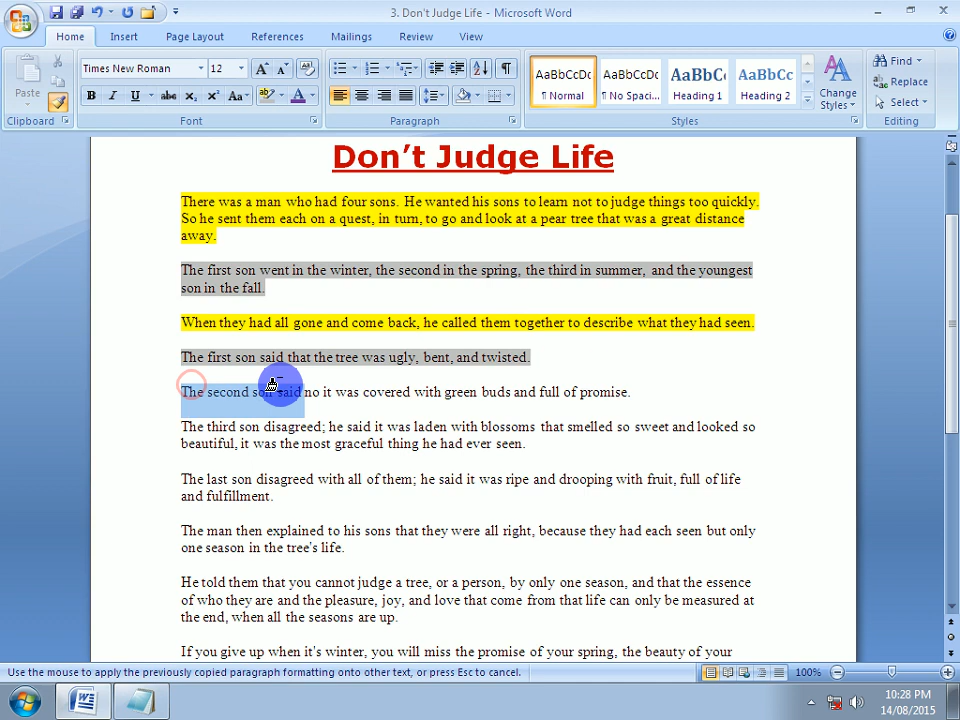 3. Don't Judge Life - Microsoft Word
Home Insert Page Layout References Mailings Review View
Paste
Times New Roman 12
B I U abc X₂ X² Aa A
AaBbCcDc AaBbCcDc AaBbC AaBbCc
¶ Normal ¶ No Spaci... Heading 1 Heading 2
Change Styles
Find
Replace
Select
Clipboard Font Paragraph Styles Editing
Don't Judge Life
There was a man who had four sons. He wanted his sons to learn not to judge things too quickly.
So he sent them each on a quest, in turn, to go and look at a pear tree that was a great distance
away.
The first son went in the winter, the second in the spring, the third in summer, and the youngest
son in the fall.
When they had all gone and come back, he called them together to describe what they had seen.
The first son said that the tree was ugly, bent, and twisted.
The second son said no it was covered with green buds and full of promise.
The third son disagreed; he said it was laden with blossoms that smelled so sweet and looked so
beautiful, it was the most graceful thing he had ever seen.
The last son disagreed with all of them; he said it was ripe and drooping with fruit, full of life
and fulfillment.
The man then explained to his sons that they were all right, because they had each seen but only
one season in the tree's life.
He told them that you cannot judge a tree, or a person, by only one season, and that the essence
of who they are and the pleasure, joy, and love that come from that life can only be measured at
the end, when all the seasons are up.
If you give up when it's winter, you will miss the promise of your spring, the beauty of your
Use the mouse to apply the previously copied paragraph formatting onto other text, or press Esc to cancel.
100%
10:28 PM
14/08/2015